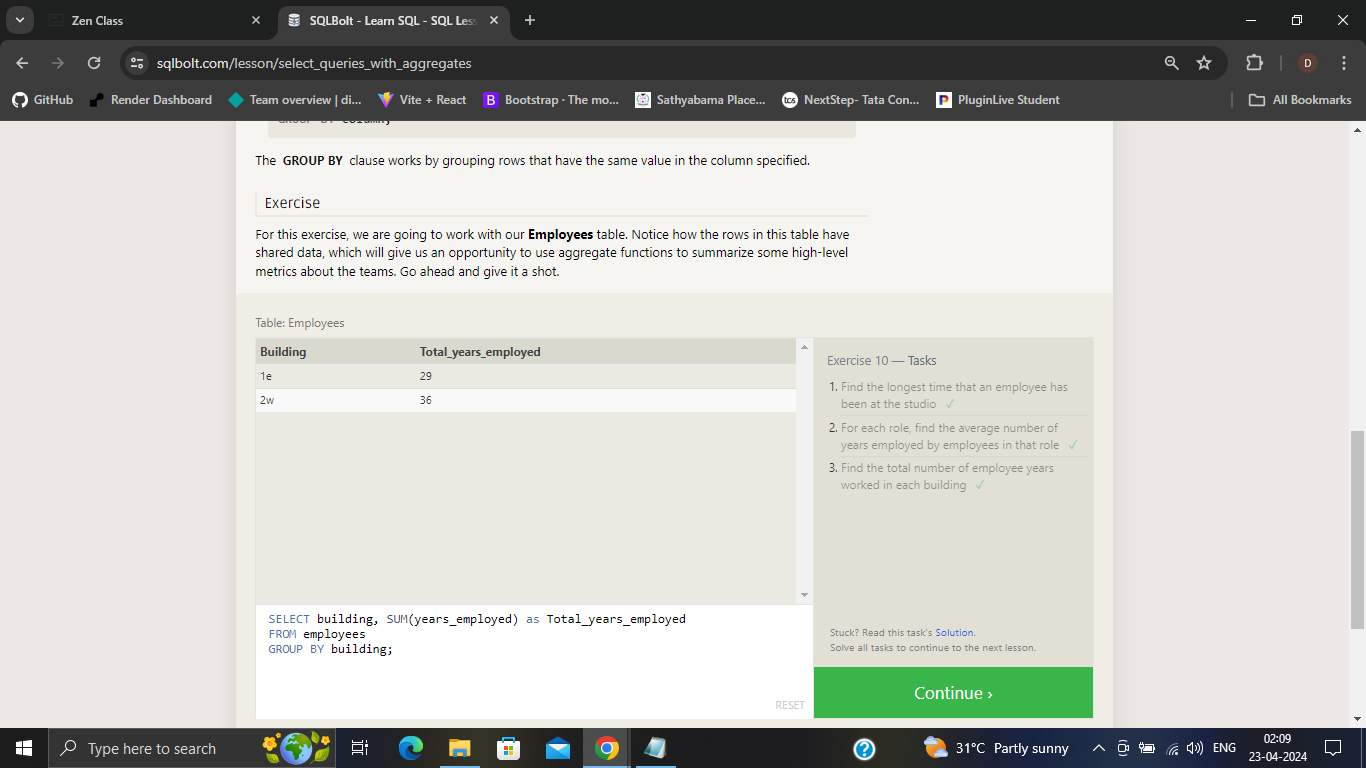 Zen Class
SQLBolt - Learn SQL - SQL Les
sqlbolt.com/lesson/select_queries_with_aggregates
D
GitHub
Render Dashboard
Team overview | di...
Vite + React
B
Bootstrap · The mo...
Sathyabama Place...
tcs
NextStep- Tata Con...
P
PluginLive Student
All Bookmarks
GROUP BY column;
The GROUP BY clause works by grouping rows that have the same value in the column specified.
Exercise
For this exercise, we are going to work with our Employees table. Notice how the rows in this table have
shared data, which will give us an opportunity to use aggregate functions to summarize some high-level
metrics about the teams. Go ahead and give it a shot.
Table: Employees
Building Total_years_employed
1e 29
2w 36
SELECT building, SUM(years_employed) as Total_years_employed
FROM employees
GROUP BY building;
RESET
Exercise 10 — Tasks
1. Find the longest time that an employee has
been at the studio ✓
2. For each role, find the average number of
years employed by employees in that role ✓
3. Find the total number of employee years
worked in each building ✓
Stuck? Read this task's Solution.
Solve all tasks to continue to the next lesson.
Continue ›
Type here to search
31°C Partly sunny
ENG
02:09
23-04-2024